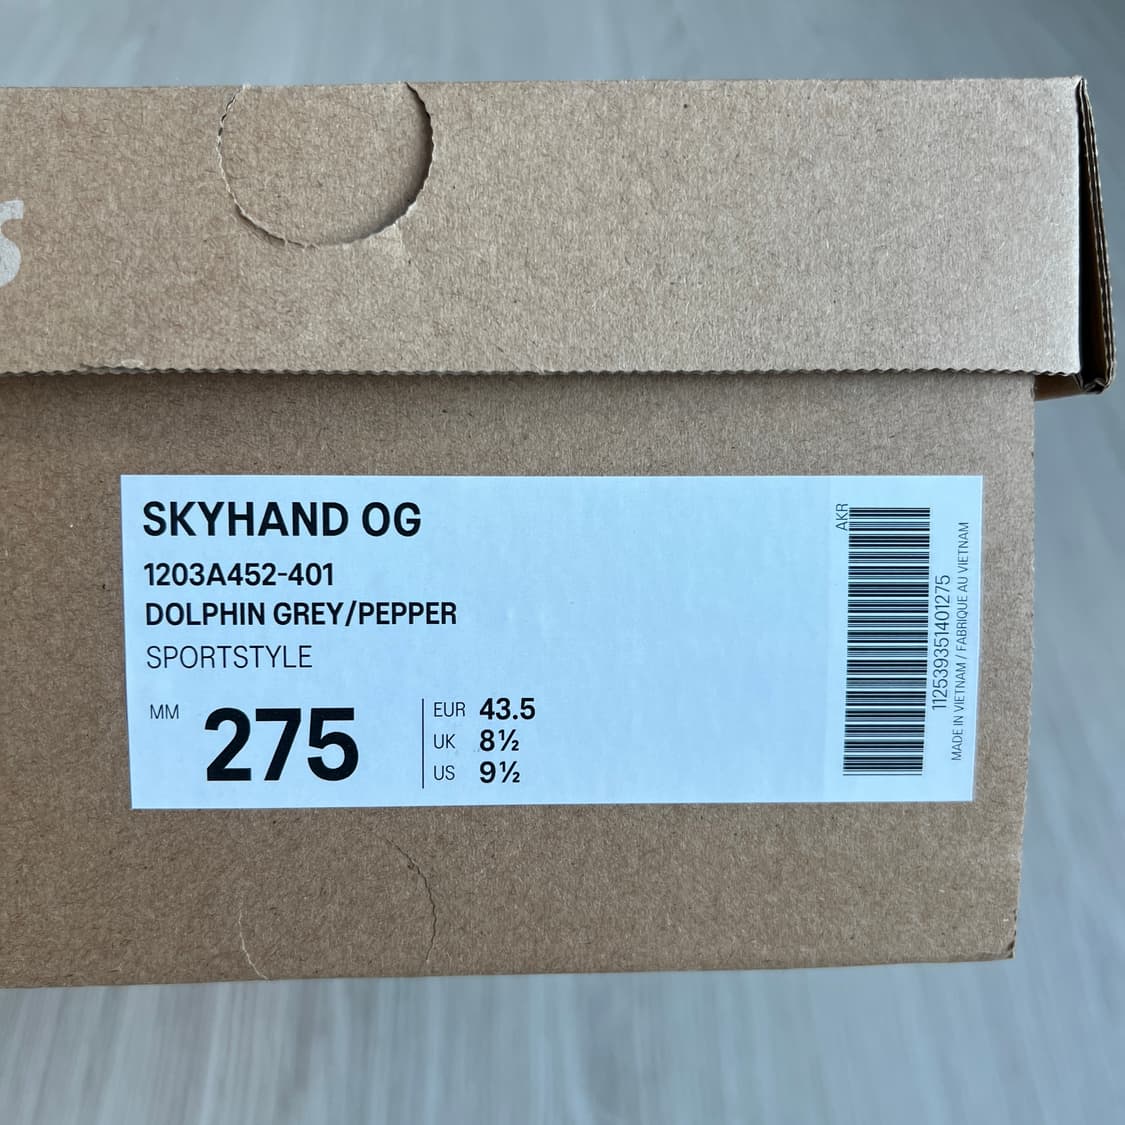 SKYHAND OG
1203A452-401
DOLPHIN GREY/PEPPER
SPORTSTYLE
MM 275
EUR 43.5
UK 8½
US 9½
AKR
112539351401275
MADE IN VIETNAM / FABRIQUE AU VIETNAM